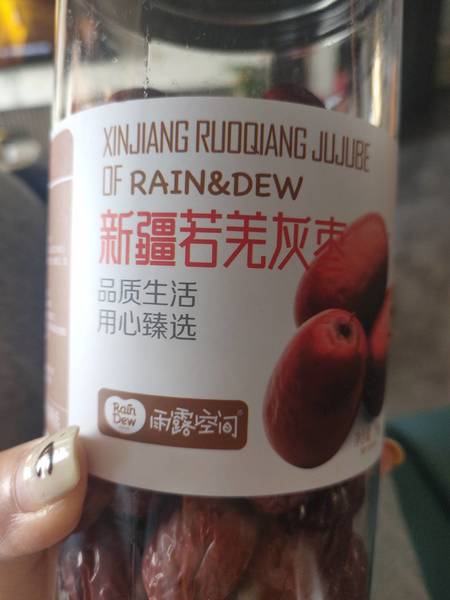 XINJIANG RUOQIANG JUJUBE
OF RAIN&DEW
新疆若羌灰枣
品质生活
用心臻选
Rain
Dew
雨露空间